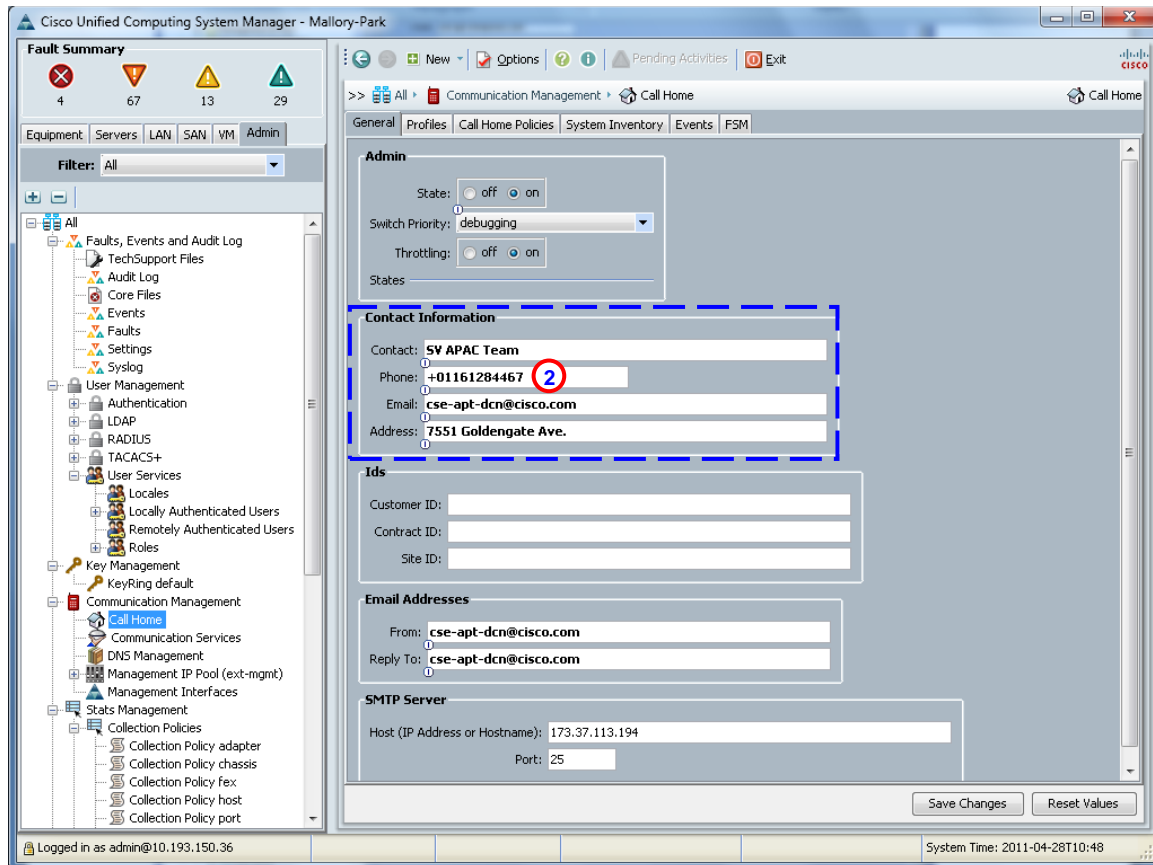 Cisco Unified Computing System Manager - Mallory-Park
Fault Summary
4 67 13 29
Equipment Servers LAN SAN VM Admin
Filter: All
All
Faults, Events and Audit Log
TechSupport Files
Audit Log
Core Files
Events
Faults
Settings
Syslog
User Management
Authentication
LDAP
RADIUS
TACACS+
User Services
Locales
Locally Authenticated Users
Remotely Authenticated Users
Roles
Key Management
KeyRing default
Communication Management
Call Home
Communication Services
DNS Management
Management IP Pool (ext-mgmt)
Management Interfaces
Stats Management
Collection Policies
Collection Policy adapter
Collection Policy chassis
Collection Policy fex
Collection Policy host
Collection Policy port
New Options Pending Activities Exit
CISCO
>> All Communication Management Call Home Call Home
General Profiles Call Home Policies System Inventory Events FSM
Admin
State: off on
Switch Priority: debugging
Throttling: off on
States
Contact Information
Contact: SV APAC Team
Phone: +01161284467 2
Email: cse-apt-dcn@cisco.com
Address: 7551 Goldengate Ave.
Ids
Customer ID:
Contract ID:
Site ID:
Email Addresses
From: cse-apt-dcn@cisco.com
Reply To: cse-apt-dcn@cisco.com
SMTP Server
Host (IP Address or Hostname): 173.37.113.194
Port: 25
Save Changes Reset Values
Logged in as admin@10.193.150.36 System Time: 2011-04-28T10:48